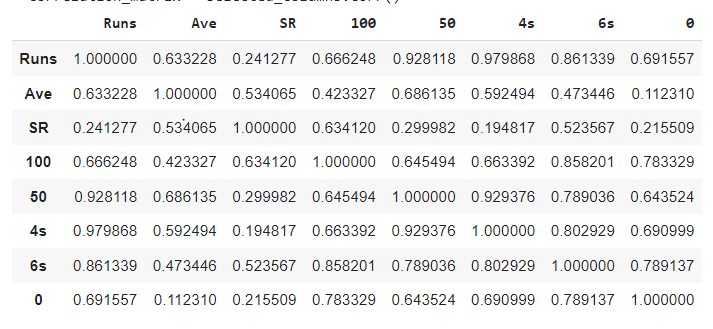 Runs Ave SR 100 50 4s 6s 0
Runs 1.000000 0.633228 0.241277 0.666248 0.928118 0.979868 0.861339 0.691557
Ave 0.633228 1.000000 0.534065 0.423327 0.686135 0.592494 0.473446 0.112310
SR 0.241277 0.534065 1.000000 0.634120 0.299982 0.194817 0.523567 0.215509
100 0.666248 0.423327 0.634120 1.000000 0.645494 0.663392 0.858201 0.783329
50 0.928118 0.686135 0.299982 0.645494 1.000000 0.929376 0.789036 0.643524
4s 0.979868 0.592494 0.194817 0.663392 0.929376 1.000000 0.802929 0.690999
6s 0.861339 0.473446 0.523567 0.858201 0.789036 0.802929 1.000000 0.789137
0 0.691557 0.112310 0.215509 0.783329 0.643524 0.690999 0.789137 1.000000